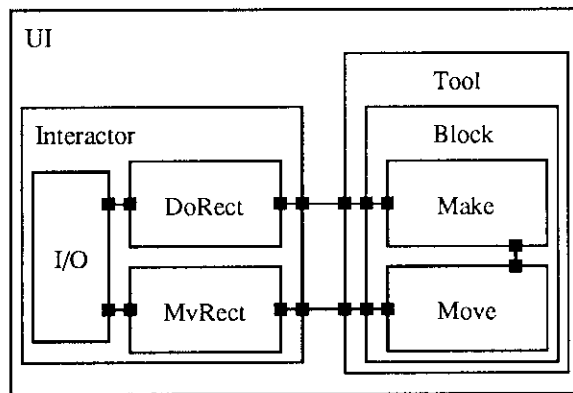 UI
Tool
Interactor
Block
DoRect
Make
I/O
MvRect
Move